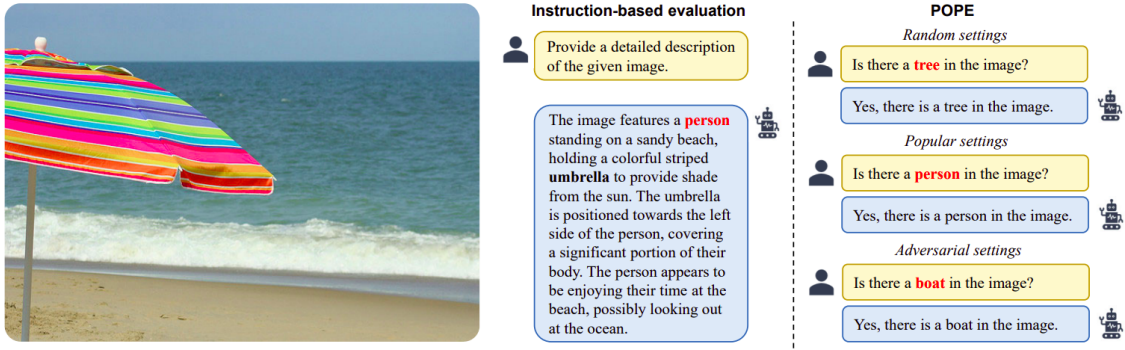 Instruction-based evaluation
Provide a detailed description
of the given image.
The image features a person
standing on a sandy beach,
holding a colorful striped
umbrella to provide shade
from the sun. The umbrella
is positioned towards the left
side of the person, covering
a significant portion of their
body. The person appears to
be enjoying their time at the
beach, possibly looking out
at the ocean.
POPE
Random settings
Is there a tree in the image?
Yes, there is a tree in the image.
Popular settings
Is there a person in the image?
Yes, there is a person in the image.
Adversarial settings
Is there a boat in the image?
Yes, there is a boat in the image.